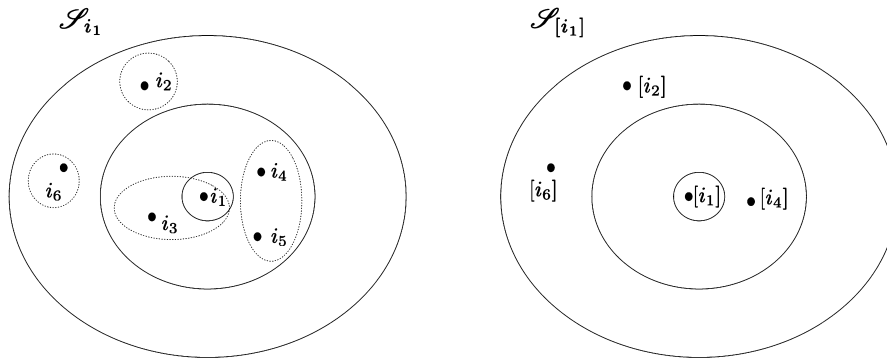 𝒮_{i_1}
i_2
i_6
i_4
i_1
i_3
i_5
𝒮_{[i_1]}
[i_2]
[i_6]
[i_1]
[i_4]